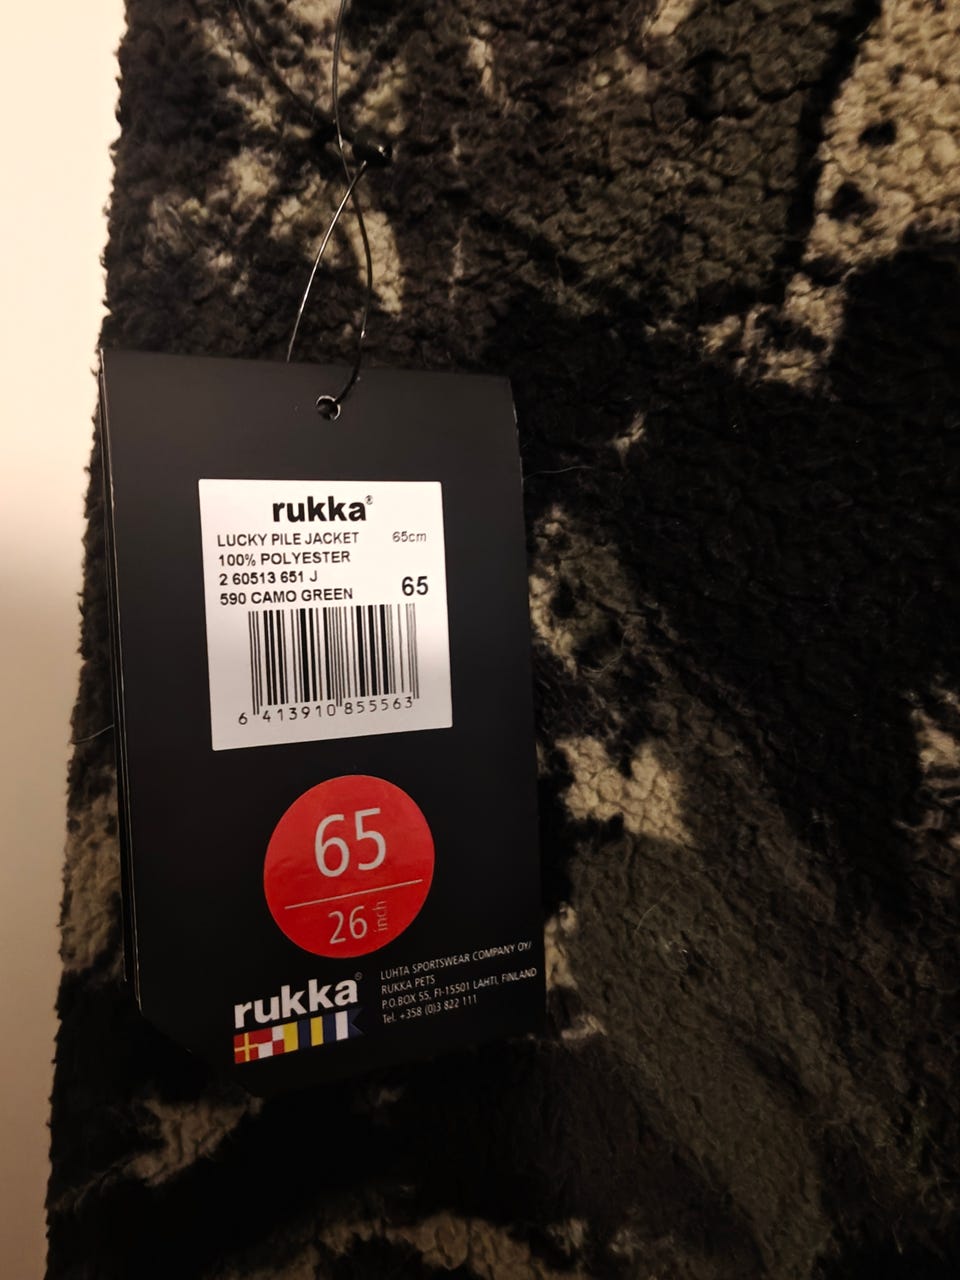 rukka®
LUCKY PILE JACKET 65cm
100% POLYESTER
2 60513 651 J 65
590 CAMO GREEN
6 413910 855563
65
26 inch
rukka®
LUHTA SPORTSWEAR COMPANY OY/
RUKKA PETS
P.O.BOX 55, FI-15501 LAHTI, FINLAND
Tel. +358 (0)3 822 111